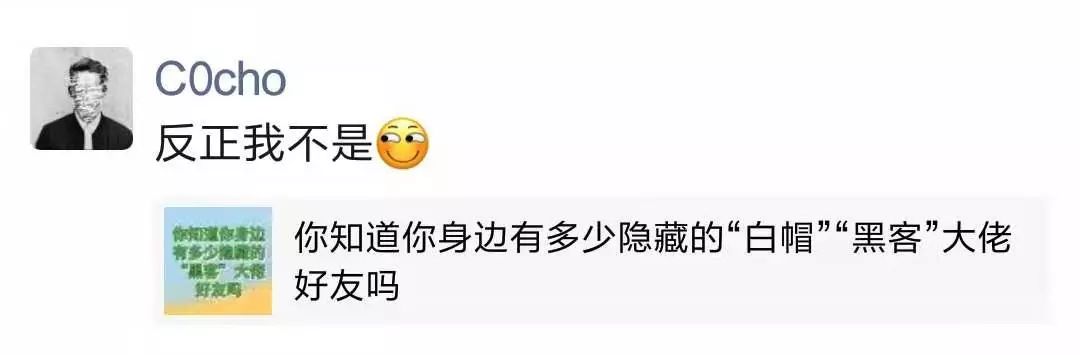 C0cho
反正我不是
你知道你身边有多少隐藏的“白帽”“黑客”大佬
好友吗
你知道你身边
有多少隐藏的
“黑客”大佬
好友吗